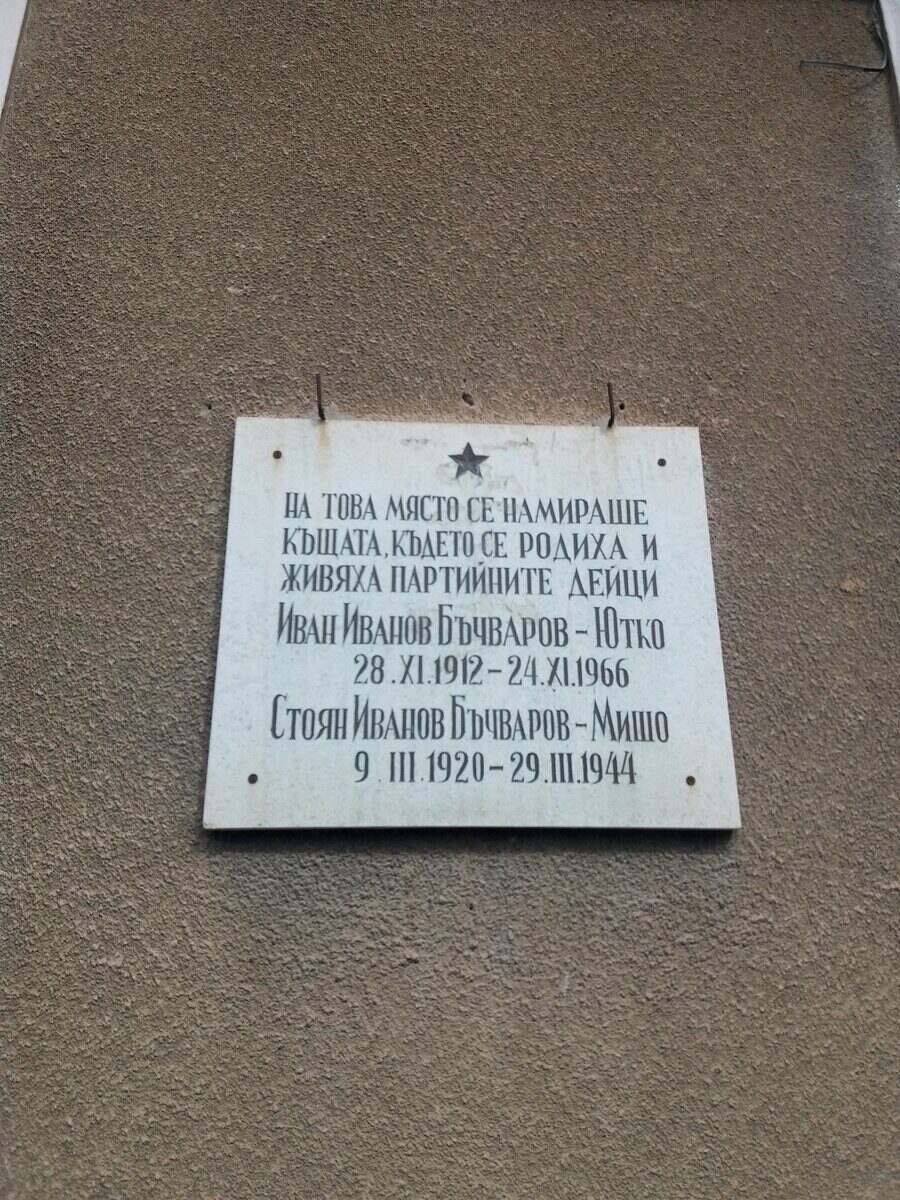 НА ТОВА МЯСТО СЕ НАМИРАШЕ
КЪЩАТА, КЪДЕТО СЕ РОДИХА И
ЖИВЯХА ПАРТИЙНИТЕ ДЕЙЦИ
ИВАН ИВАНОВ БЪЧВАРОВ – ЮТКО
28.XI.1912 – 24.XI.1966
СТОЯН ИВАНОВ БЪЧВАРОВ – МИШО
9.III.1920 – 29.III.1944